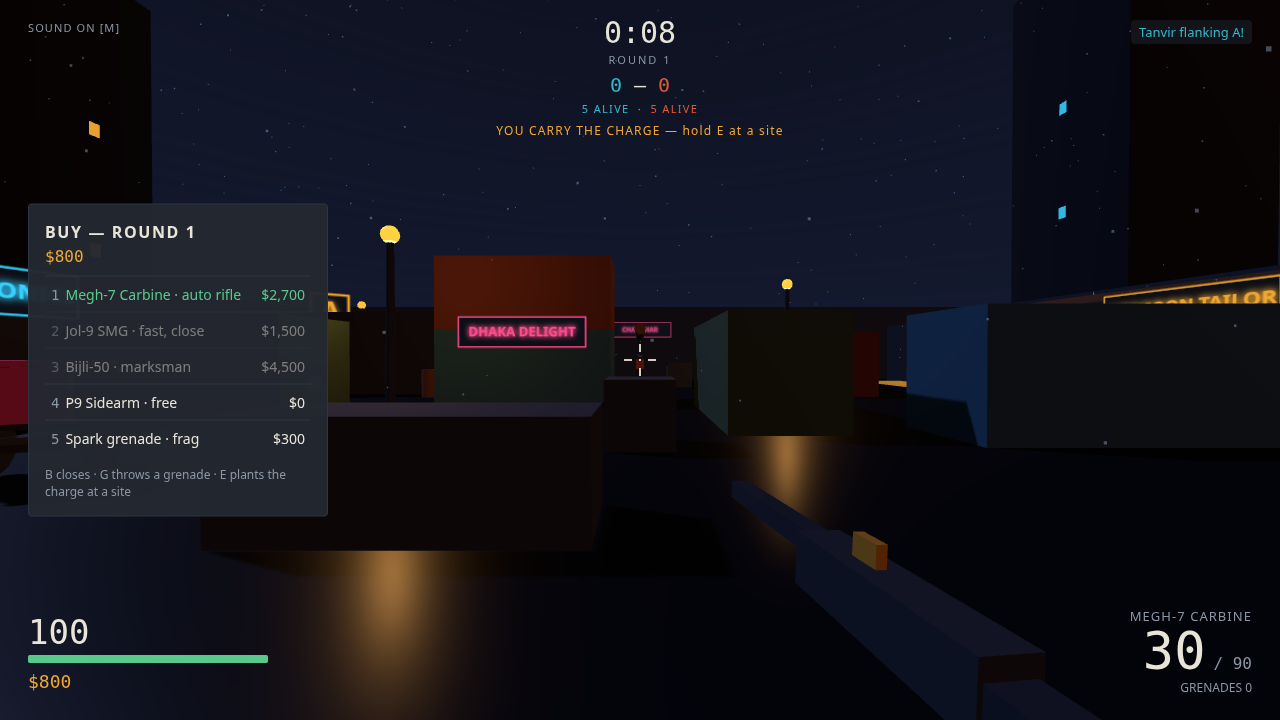 SOUND ON [M]
0:08
ROUND 1
0 — 0
5 ALIVE · 5 ALIVE
YOU CARRY THE CHARGE — hold E at a site
Tanvir flanking A!
BUY — ROUND 1
$800
1 Megh-7 Carbine · auto rifle $2,700
2 Jol-9 SMG · fast, close $1,500
3 Bijli-50 · marksman $4,500
4 P9 Sidearm · free $0
5 Spark grenade · frag $300
B closes · G throws a grenade · E plants the
charge at a site
DHAKA DELIGHT
TAILOR
100
$800
MEGH-7 CARBINE
30 / 90
GRENADES 0